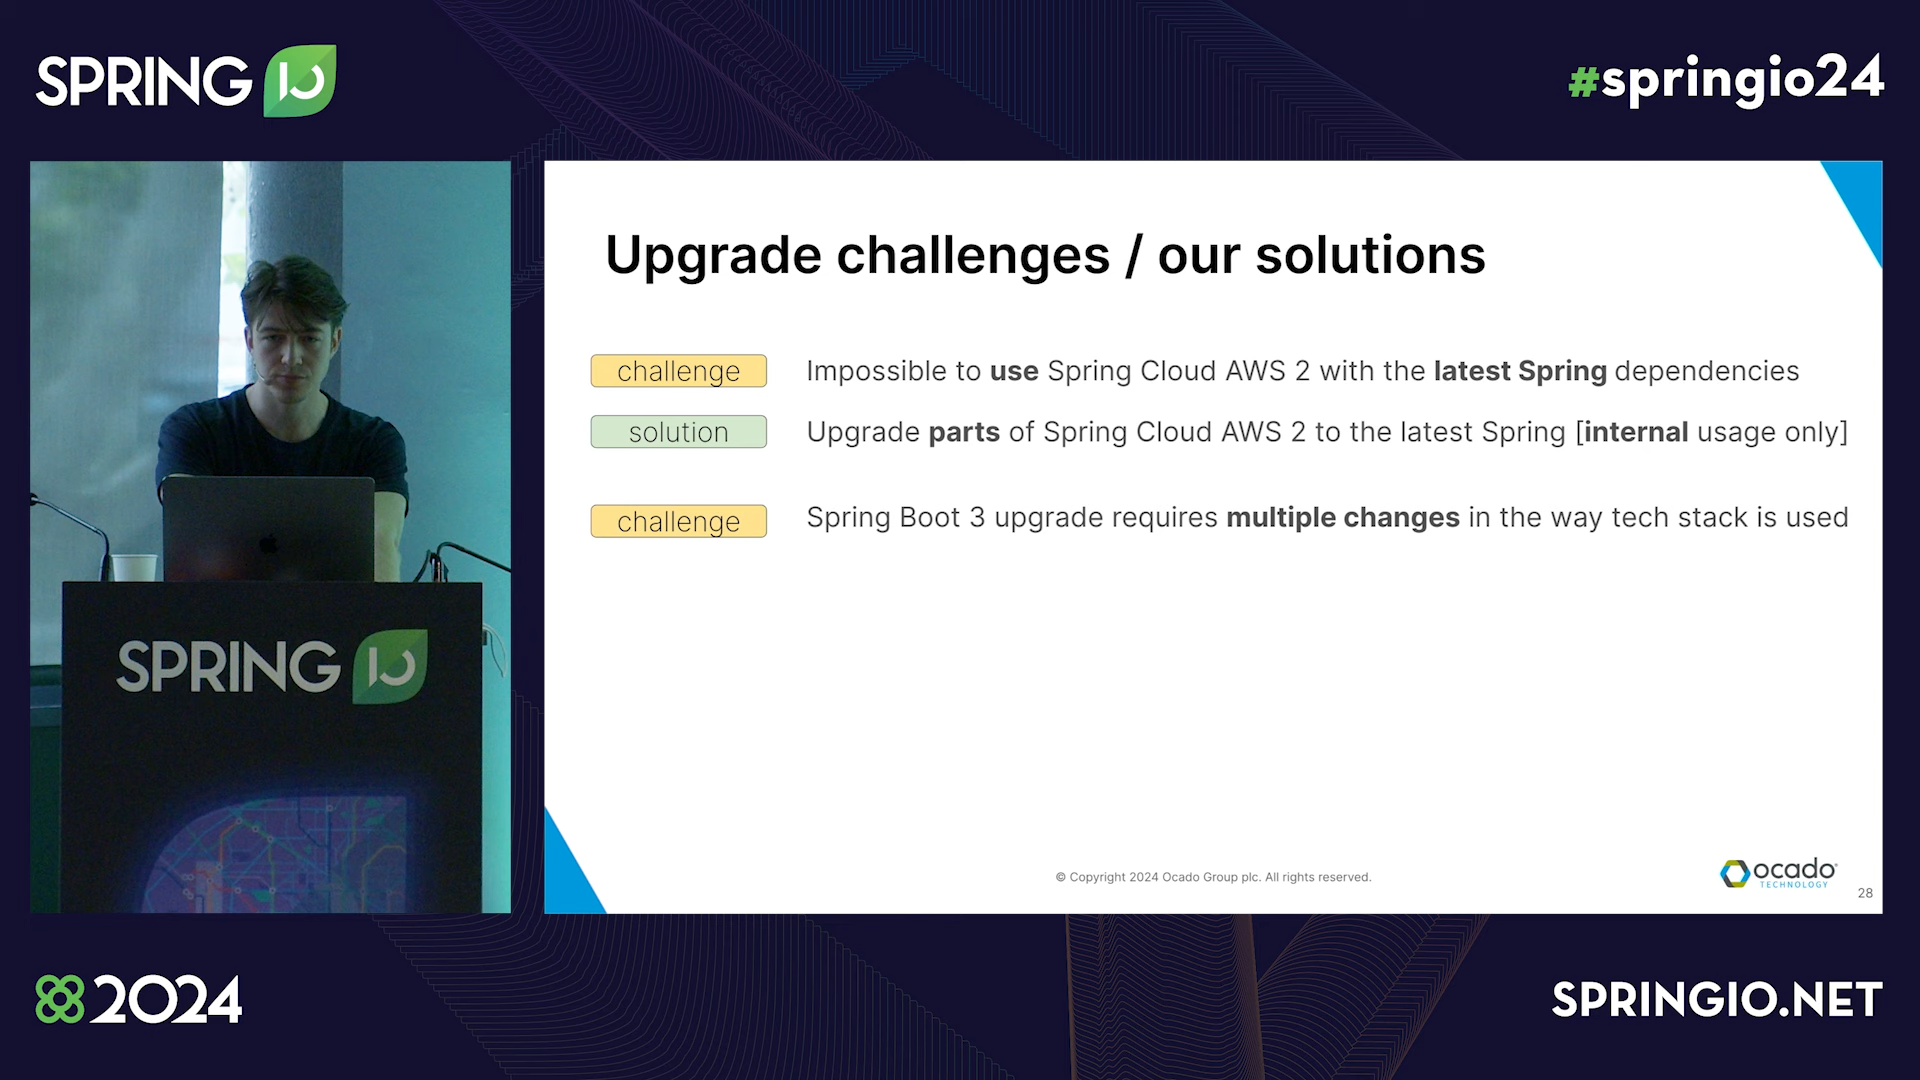 SPRING IO
#springio24
Upgrade challenges / our solutions
challenge Impossible to use Spring Cloud AWS 2 with the latest Spring dependencies
solution Upgrade parts of Spring Cloud AWS 2 to the latest Spring [internal usage only]
challenge Spring Boot 3 upgrade requires multiple changes in the way tech stack is used
SPRING IO
© Copyright 2024 Ocado Group plc. All rights reserved.
ocado
TECHNOLOGY
28
2024
SPRINGIO.NET